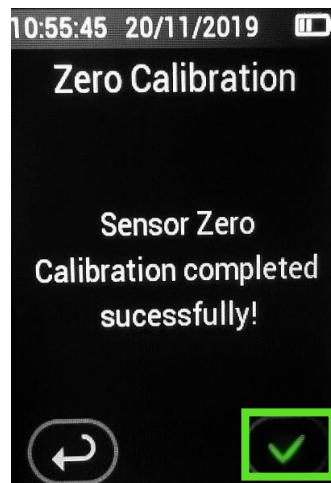 10:55:45 20/11/2019
Zero Calibration
Sensor Zero
Calibration completed
sucessfully!